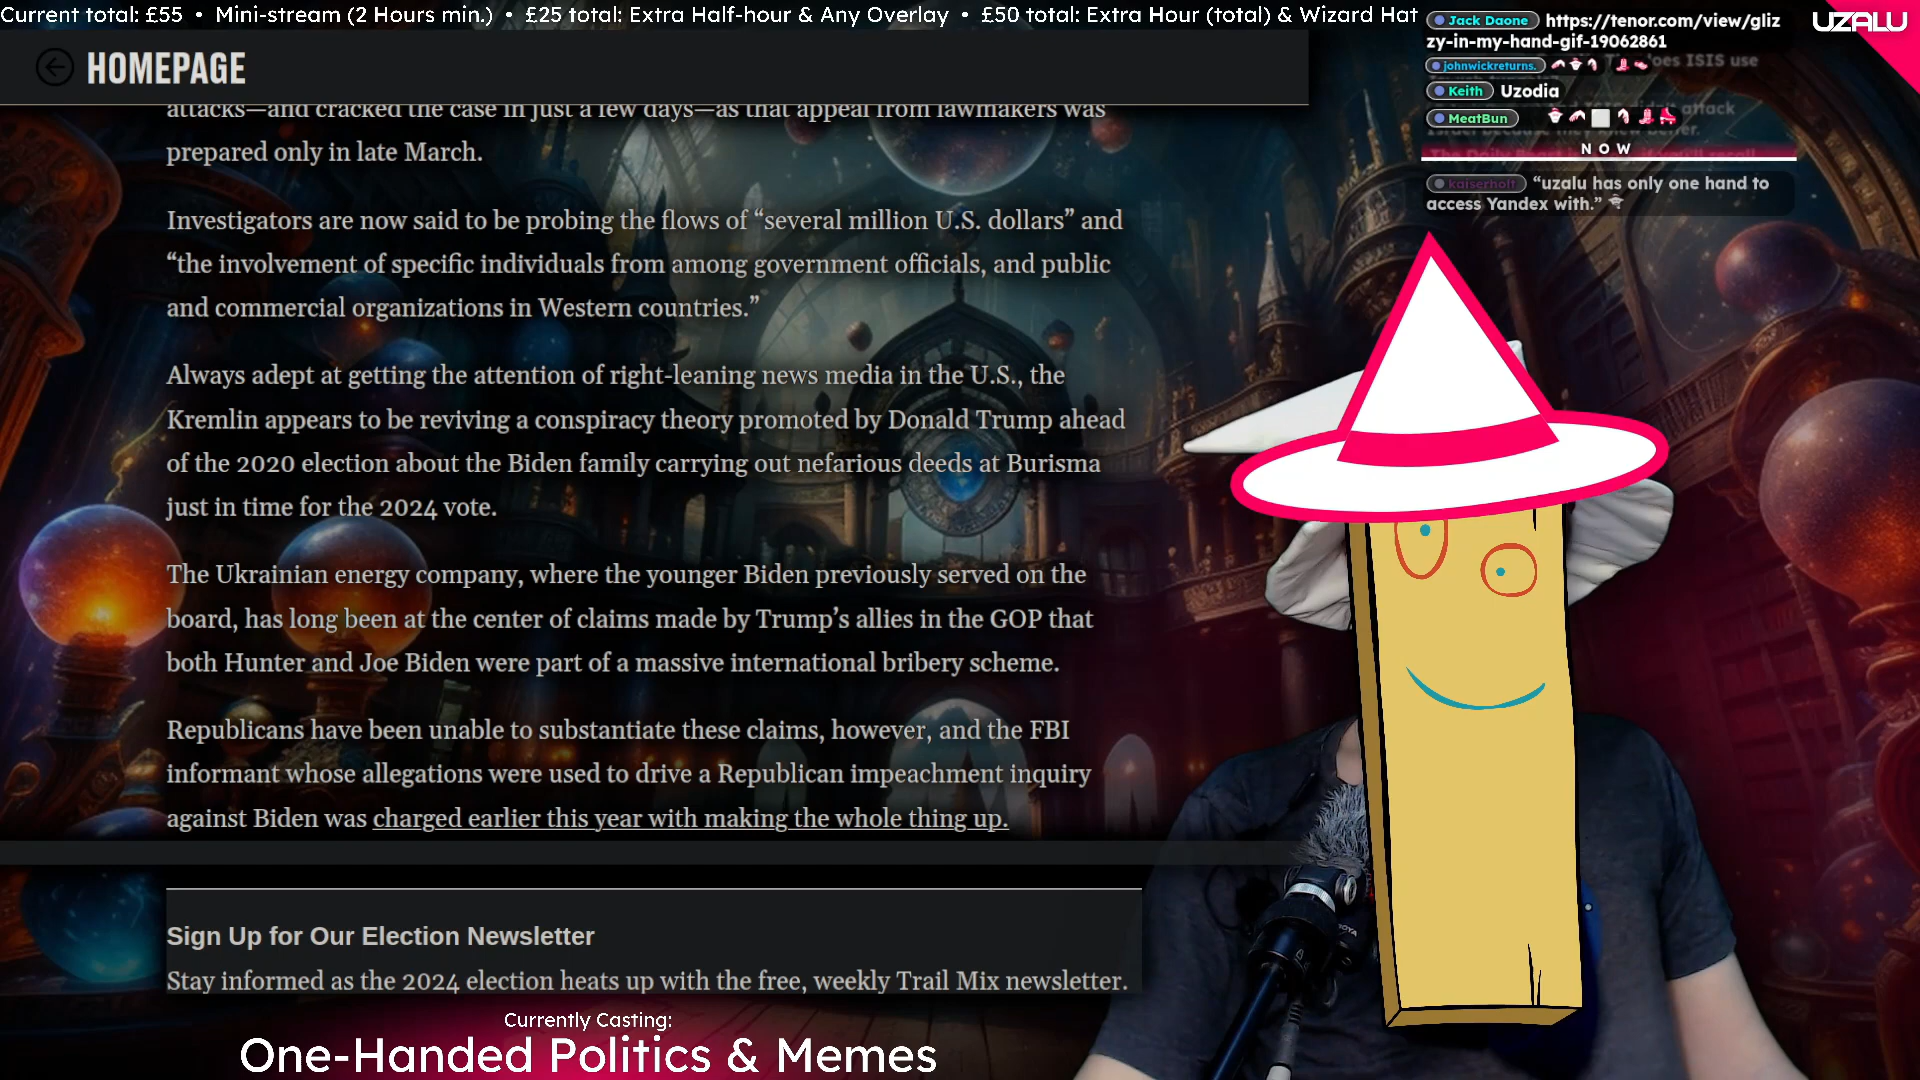 Current total: £55 • Mini-stream (2 Hours min.) • £25 total: Extra Half-hour & Any Overlay • £50 total: Extra Hour (total) & Wizard Hat
HOMEPAGE
attacks—and cracked the case in just a few days—as that appeal from lawmakers was
prepared only in late March.
Investigators are now said to be probing the flows of “several million U.S. dollars” and
“the involvement of specific individuals from among government officials, and public
and commercial organizations in Western countries.”
Always adept at getting the attention of right-leaning news media in the U.S., the
Kremlin appears to be reviving a conspiracy theory promoted by Donald Trump ahead
of the 2020 election about the Biden family carrying out nefarious deeds at Burisma
just in time for the 2024 vote.
The Ukrainian energy company, where the younger Biden previously served on the
board, has long been at the center of claims made by Trump’s allies in the GOP that
both Hunter and Joe Biden were part of a massive international bribery scheme.
Republicans have been unable to substantiate these claims, however, and the FBI
informant whose allegations were used to drive a Republican impeachment inquiry
against Biden was charged earlier this year with making the whole thing up.
Sign Up for Our Election Newsletter
Stay informed as the 2024 election heats up with the free, weekly Trail Mix newsletter.
Currently Casting:
One-Handed Politics & Memes
Jack Daone https://tenor.com/view/gliz
zy-in-my-hand-gif-19062861
johnwickreturns.
oes ISIS use
Keith Uzodia
attack
MeatBun
NOW
kaiserholt “uzalu has only one hand to
access Yandex with.”
UZALU